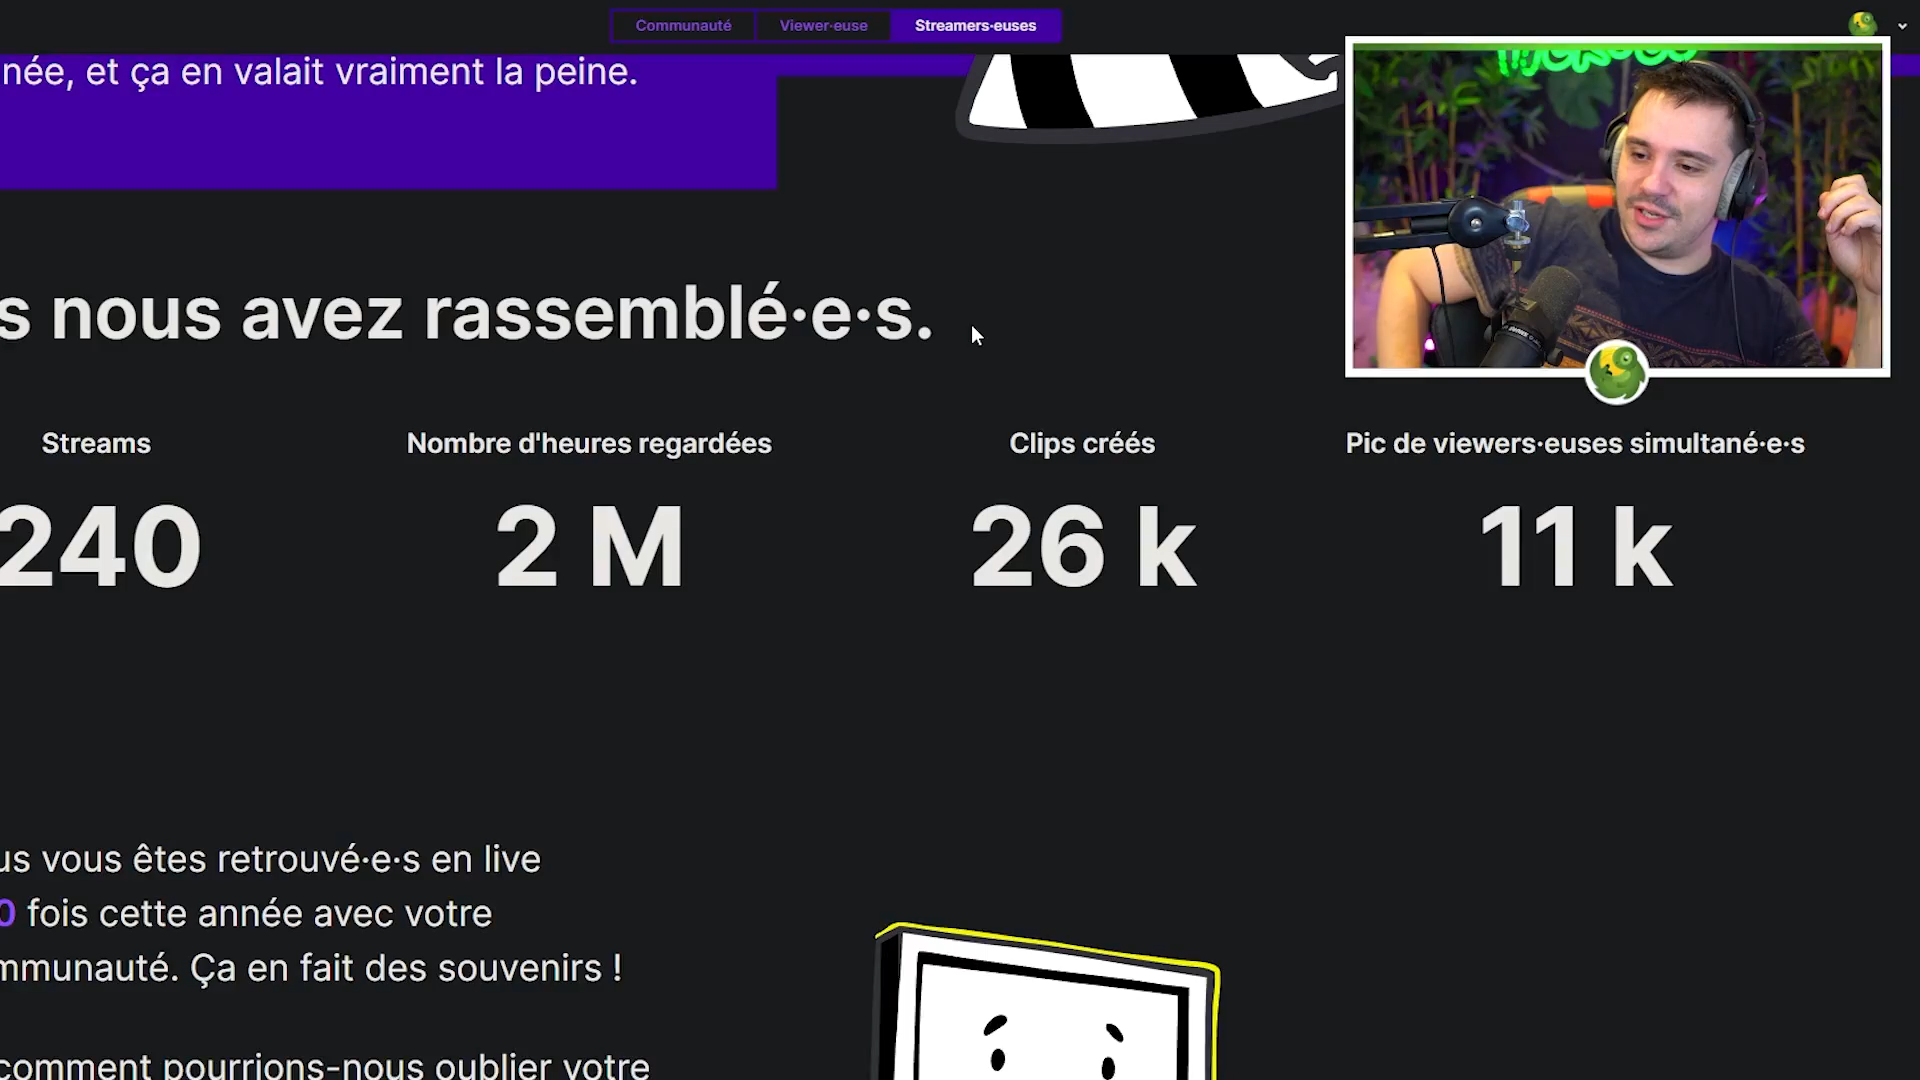 Communauté
Viewer·euse
Streamers·euses
née, et ça en valait vraiment la peine.
s nous avez rassemblé·e·s.
Streams
Nombre d'heures regardées
Clips créés
Pic de viewers·euses simultané·e·s
240
2 M
26 k
11 k
us vous êtes retrouvé·e·s en live
0 fois cette année avec votre
mmunauté. Ça en fait des souvenirs !
comment pourrions-nous oublier votre